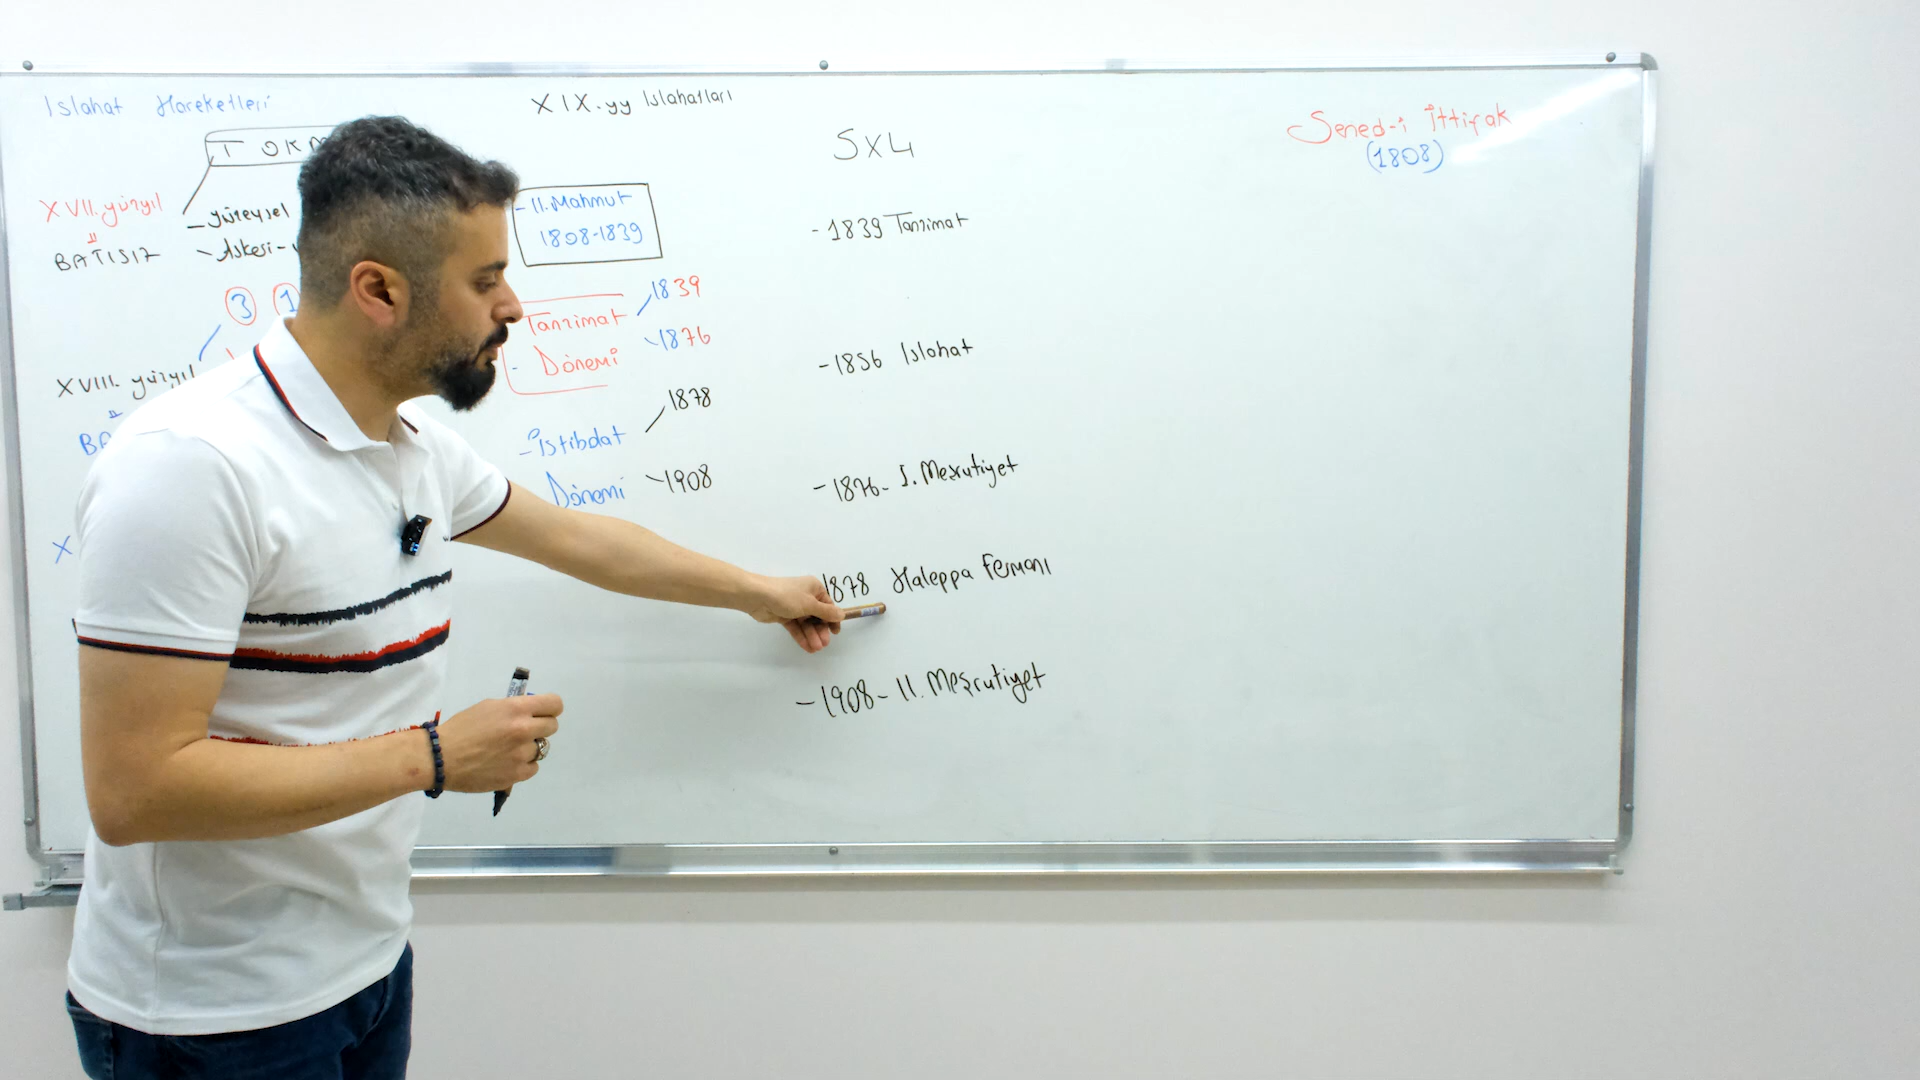 Islahat Hareketleri
XVII. yüzyıl
BATISIZ
- yüzeysel
- Askeri -
3 1
XVIII. yüzyıl
X
XIX.yy Islahatları
- II. Mahmut
1808-1839
Tanzimat 1839
- Dönemi - 1876
- İstibdat 1878
Dönemi - 1908
5x4
- 1839 Tanzimat
- 1856 Islahat
- 1876- I. Meşrutiyet
1878 Haleppa Fermanı
- 1908- II. Meşrutiyet
Sened-i İttifak
(1808)